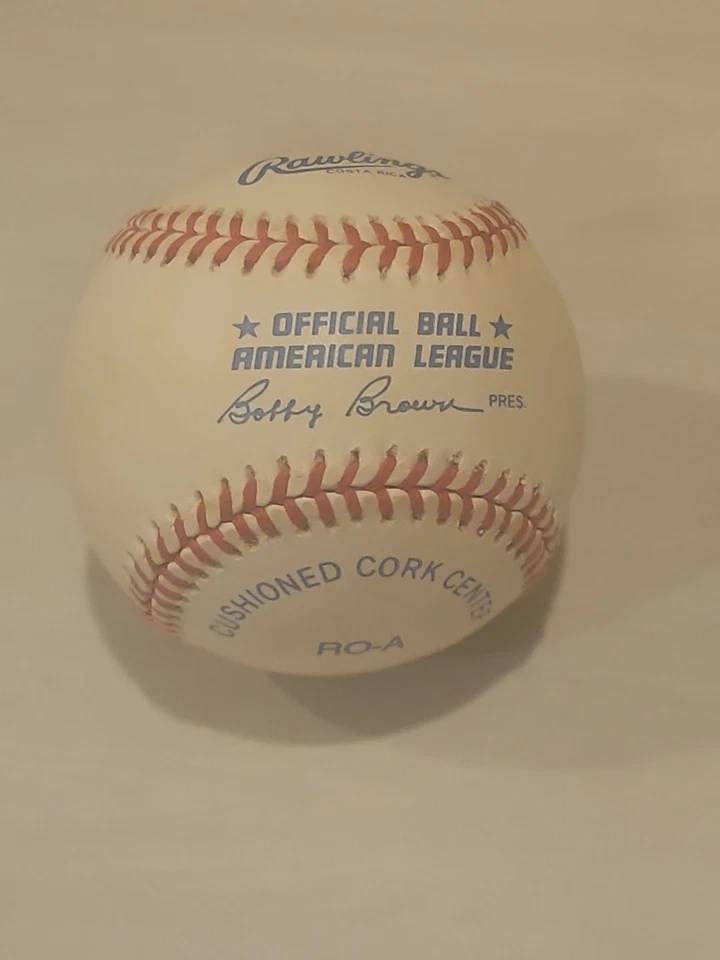 Rawlings
COSTA RICA
★ OFFICIAL BALL ★
AMERICAN LEAGUE
Bobby Brown PRES.
CUSHIONED CORK CENTER
RO-A